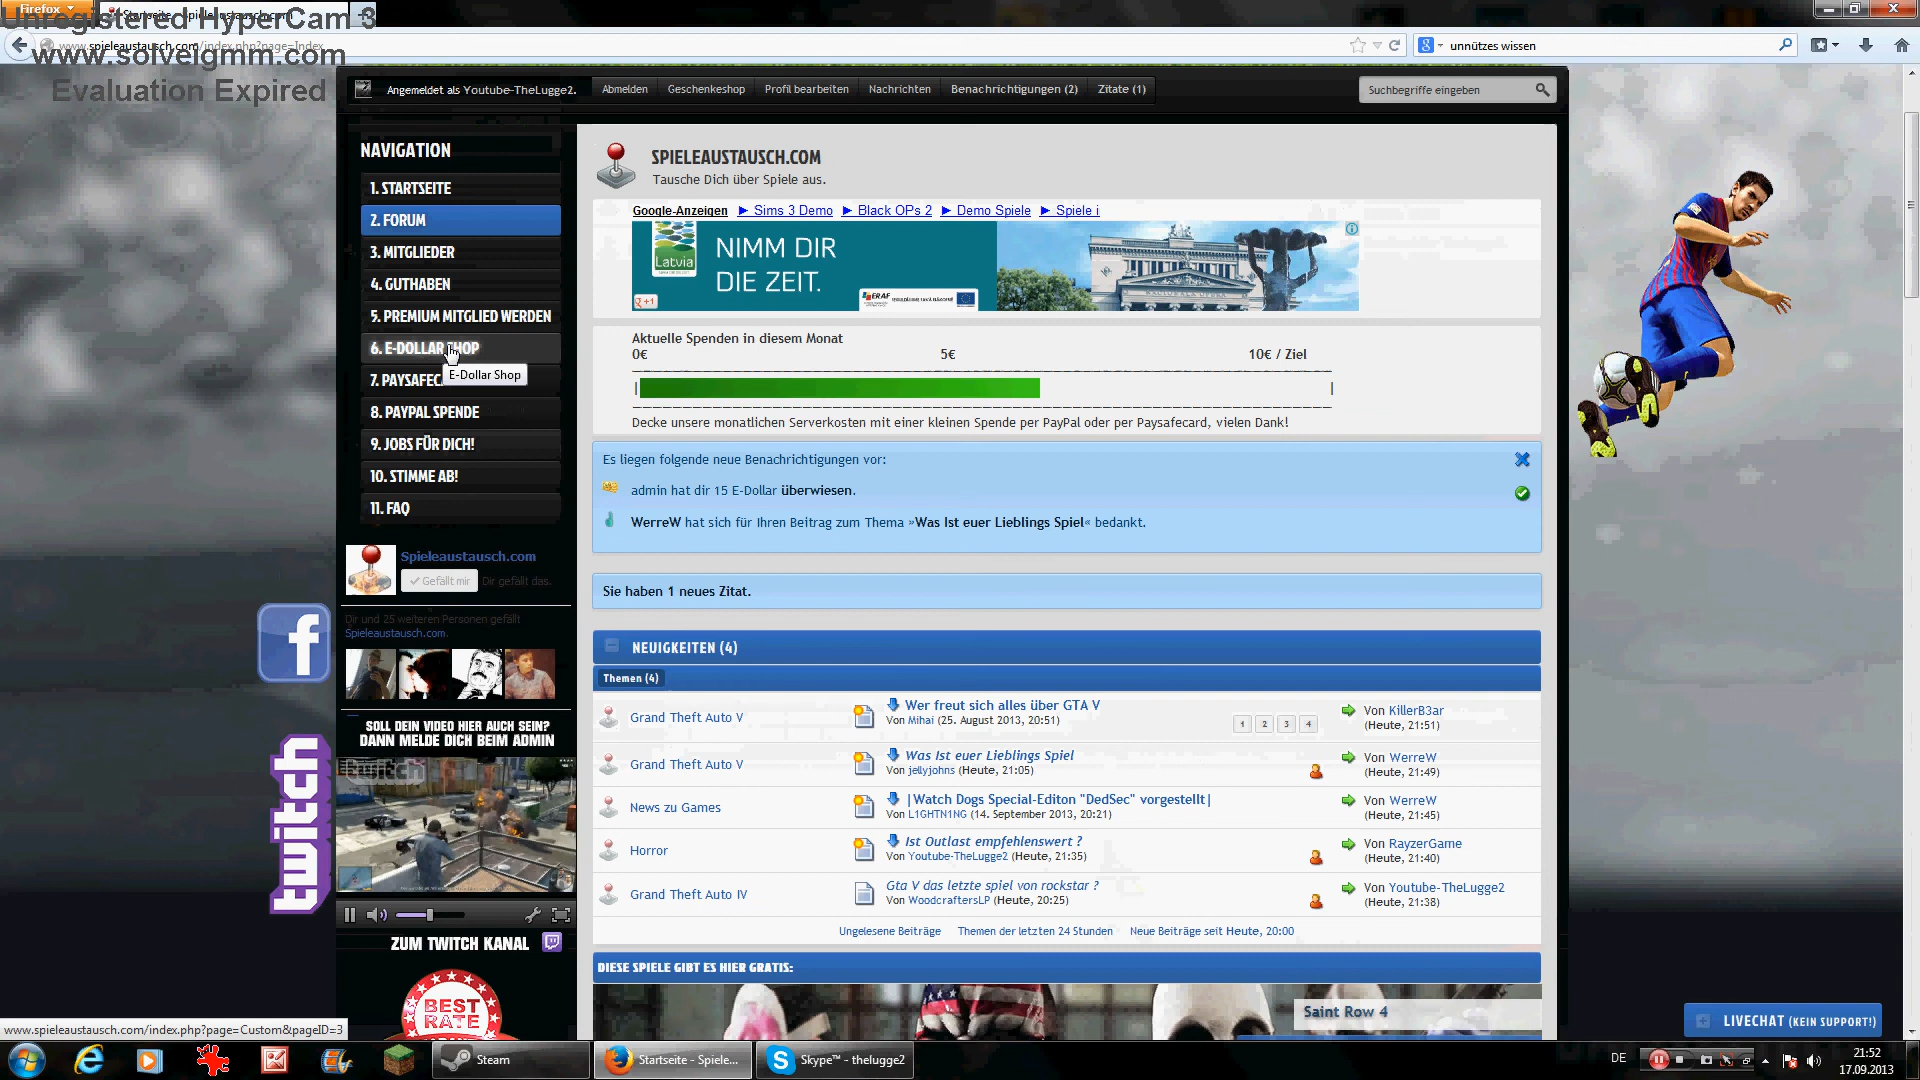 Firefox
Startseite - Spieleaustausch.com
Unregistered HyperCam 3
www.spieleaustausch.com/index.php?page=Index
www.solveigmm.com
Evaluation Expired
unnützes wissen
Angemeldet als Youtube-TheLugge2.
Abmelden
Geschenkeshop
Profil bearbeiten
Nachrichten
Benachrichtigungen (2)
Zitate (1)
Suchbegriffe eingeben
NAVIGATION
1. STARTSEITE
2. FORUM
3. MITGLIEDER
4. GUTHABEN
5. PREMIUM MITGLIED WERDEN
6. E-DOLLAR SHOP
E-Dollar Shop
7. PAYSAFEC
8. PAYPAL SPENDE
9. JOBS FÜR DICH!
10. STIMME AB!
11. FAQ
Spieleaustausch.com
Gefällt mir
Dir gefällt das.
Dir und 25 weiteren Personen gefällt
Spieleaustausch.com.
SOLL DEIN VIDEO HIER AUCH SEIN?
DANN MELDE DICH BEIM ADMIN
twitch
twitch
ZUM TWITCH KANAL
BEST
RATE
SPIELEAUSTAUSCH.COM
Tausche Dich über Spiele aus.
Google-Anzeigen
Sims 3 Demo
Black OPs 2
Demo Spiele
Spiele i
Latvia
NIMM DIR
DIE ZEIT.
ERAF
+1
Aktuelle Spenden in diesem Monat
0€ 5€ 10€ / Ziel
Decke unsere monatlichen Serverkosten mit einer kleinen Spende per PayPal oder per Paysafecard, vielen Dank!
Es liegen folgende neue Benachrichtigungen vor:
admin hat dir 15 E-Dollar überwiesen.
WerreW hat sich für Ihren Beitrag zum Thema »Was Ist euer Lieblings Spiel« bedankt.
Sie haben 1 neues Zitat.
NEUIGKEITEN (4)
Themen (4)
Grand Theft Auto V
Wer freut sich alles über GTA V
Von Mihai (25. August 2013, 20:51)
1 2 3 4
Von KillerB3ar
(Heute, 21:51)
Grand Theft Auto V
Was Ist euer Lieblings Spiel
Von jellyjohns (Heute, 21:05)
Von WerreW
(Heute, 21:49)
News zu Games
|Watch Dogs Special-Editon "DedSec" vorgestellt|
Von L1GHTN1NG (14. September 2013, 20:21)
Von WerreW
(Heute, 21:45)
Horror
Ist Outlast empfehlenswert ?
Von Youtube-TheLugge2 (Heute, 21:35)
Von RayzerGame
(Heute, 21:40)
Grand Theft Auto IV
Gta V das letzte spiel von rockstar ?
Von WoodcraftersLP (Heute, 20:25)
Von Youtube-TheLugge2
(Heute, 21:38)
Ungelesene Beiträge
Themen der letzten 24 Stunden
Neue Beiträge seit Heute, 20:00
DIESE SPIELE GIBT ES HIER GRATIS:
Saint Row 4
LIVECHAT (KEIN SUPPORT!)
www.spieleaustausch.com/index.php?page=Custom&pageID=3
Steam
Startseite - Spiele...
Skype™ - thelugge2
DE
21:52
17.09.2013